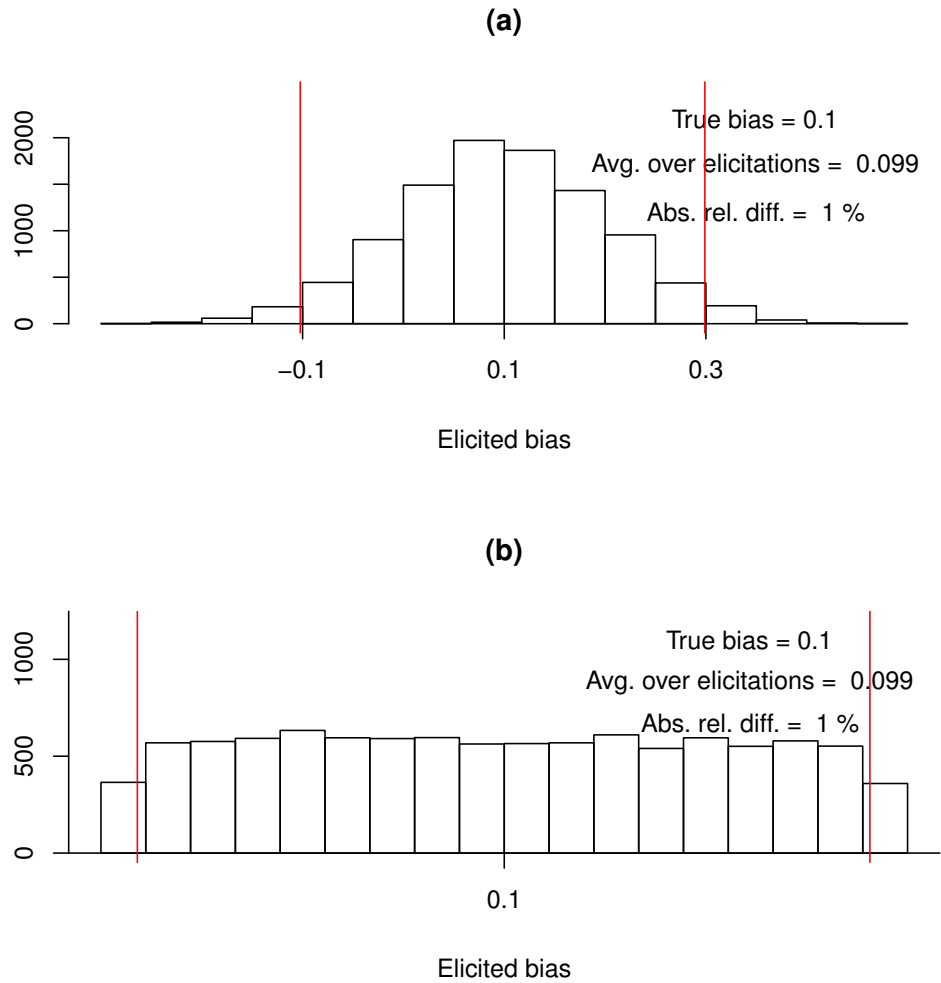 (a)
True bias = 0.1
Avg. over elicitations = 0.099
Abs. rel. diff. = 1 %
2000
1000
0
−0.1 0.1 0.3
Elicited bias
(b)
True bias = 0.1
Avg. over elicitations = 0.099
Abs. rel. diff. = 1 %
1000
500
0
0.1
Elicited bias